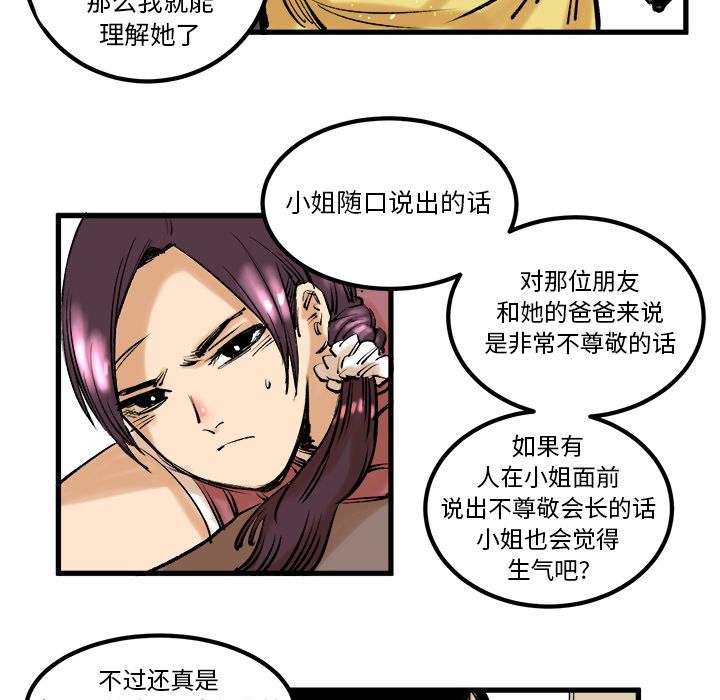 那么我就能
理解她了
小姐随口说出的话
对那位朋友
和她的爸爸来说
是非常不尊敬的话
如果有
人在小姐面前
说出不尊敬会长的话
小姐也会觉得
生气吧?
不过还真是